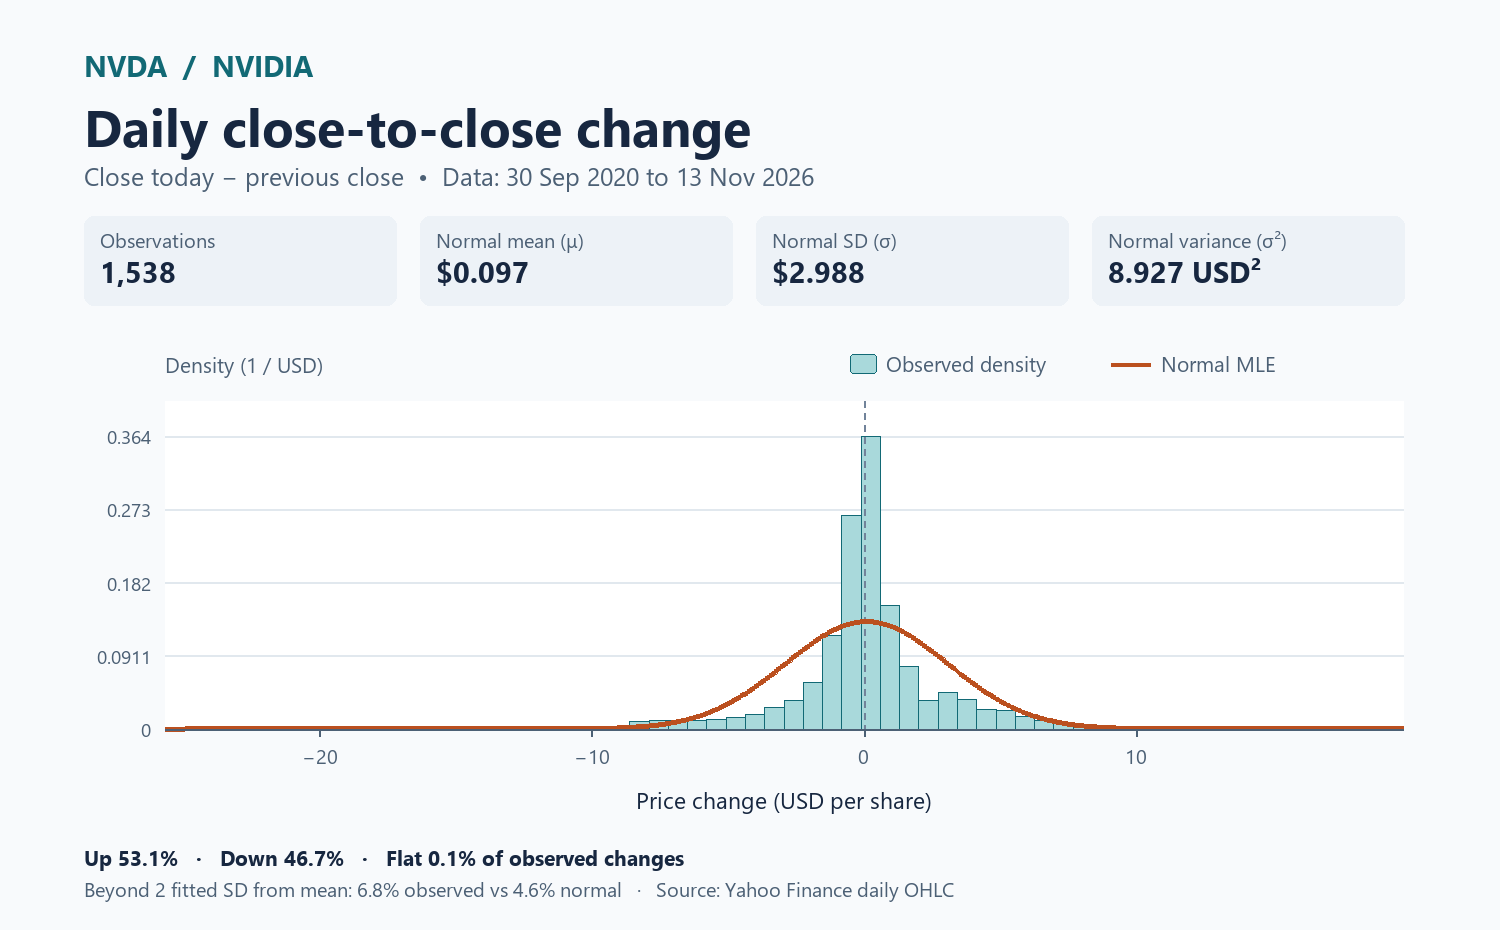 NVDA / NVIDIA
Daily close-to-close change
Close today − previous close • Data: 30 Sep 2020 to 13 Nov 2026
Observations
1,538
Normal mean (μ)
$0.097
Normal SD (σ)
$2.988
Normal variance (σ²)
8.927 USD²
Density (1 / USD)
Observed density
Normal MLE
0.364
0.273
0.182
0.0911
0
−20
−10
0
10
Price change (USD per share)
Up 53.1% · Down 46.7% · Flat 0.1% of observed changes
Beyond 2 fitted SD from mean: 6.8% observed vs 4.6% normal · Source: Yahoo Finance daily OHLC